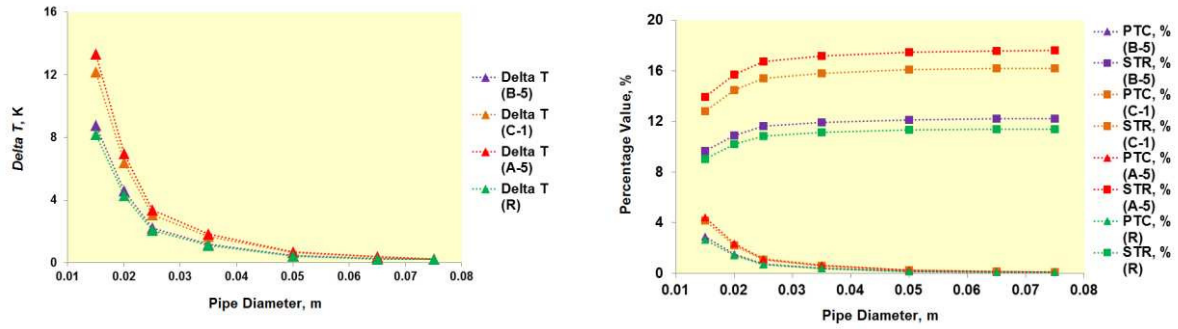 16
12
8
4
0
Delta T, K
0.01 0.02 0.03 0.04 0.05 0.06 0.07 0.08
Pipe Diameter, m
Delta T
(B-5)
Delta T
(C-1)
Delta T
(A-5)
Delta T
(R)
20
16
12
8
4
0
Percentage Value, %
0.01 0.02 0.03 0.04 0.05 0.06 0.07 0.08
Pipe Diameter, m
PTC, %
(B-5)
STR, %
(B-5)
PTC, %
(C-1)
STR, %
(C-1)
PTC, %
(A-5)
STR, %
(A-5)
PTC, %
(R)
STR, %
(R)